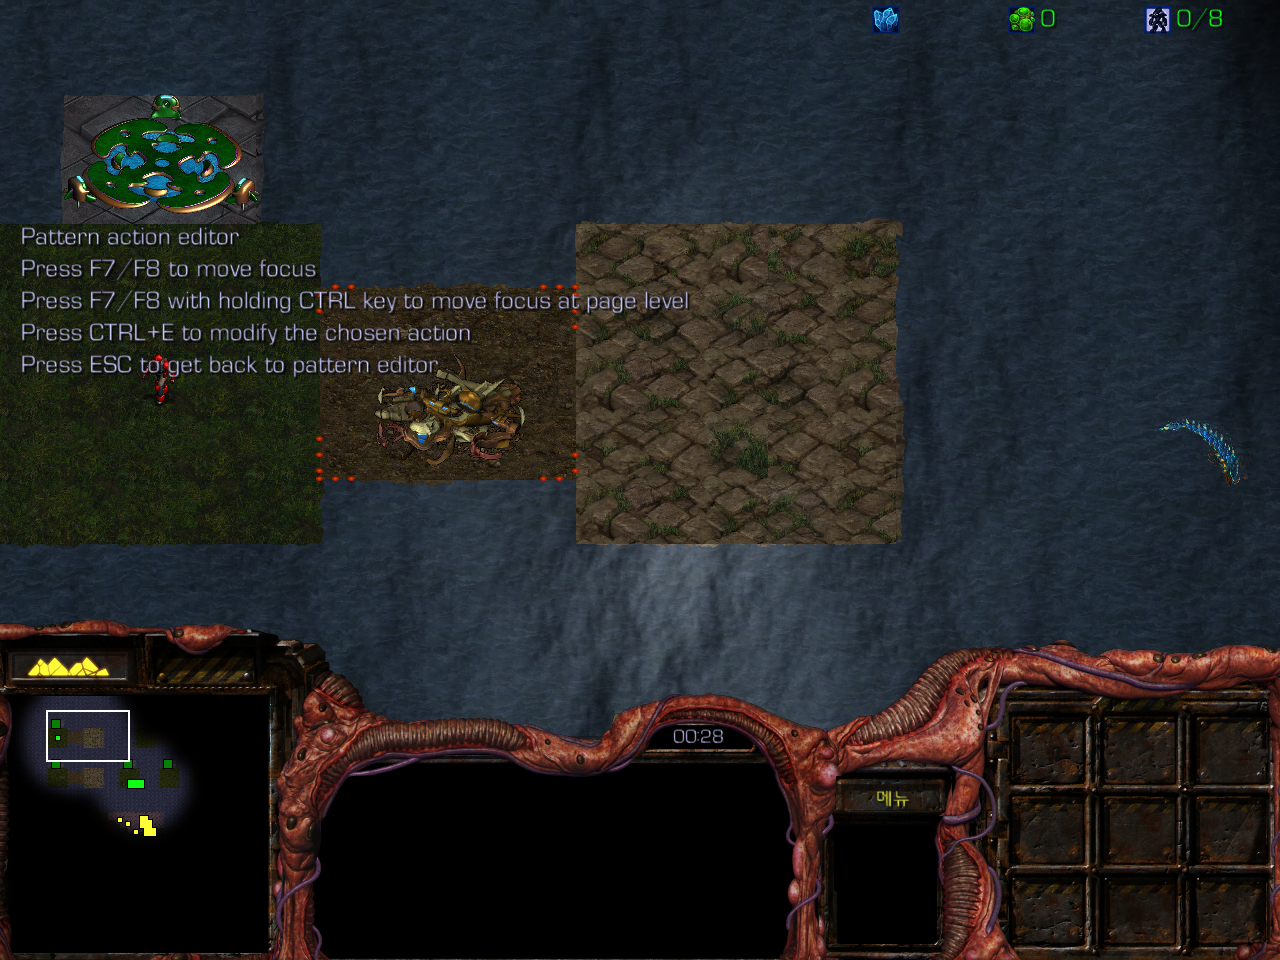 0
0/8
Pattern action editor
Press F7/F8 to move focus
Press F7/F8 with holding CTRL key to move focus at page level
Press CTRL+E to modify the chosen action
Press ESC to get back to pattern editor
00:28
메뉴